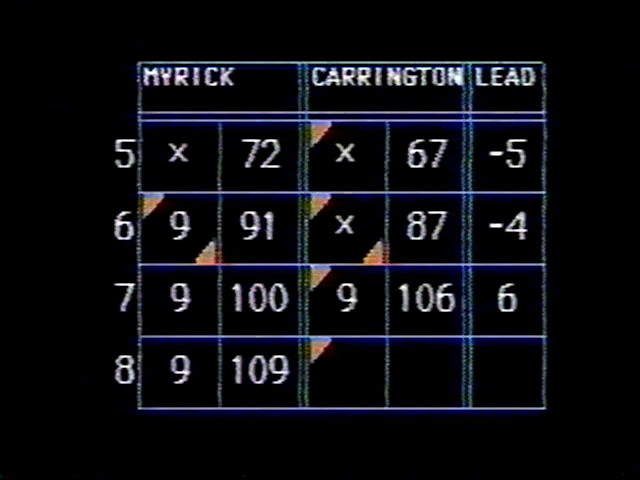 MYRICK CARRINGTON LEAD
5 x 72 x 67 -5
6 9 91 x 87 -4
7 9 100 9 106 6
8 9 109